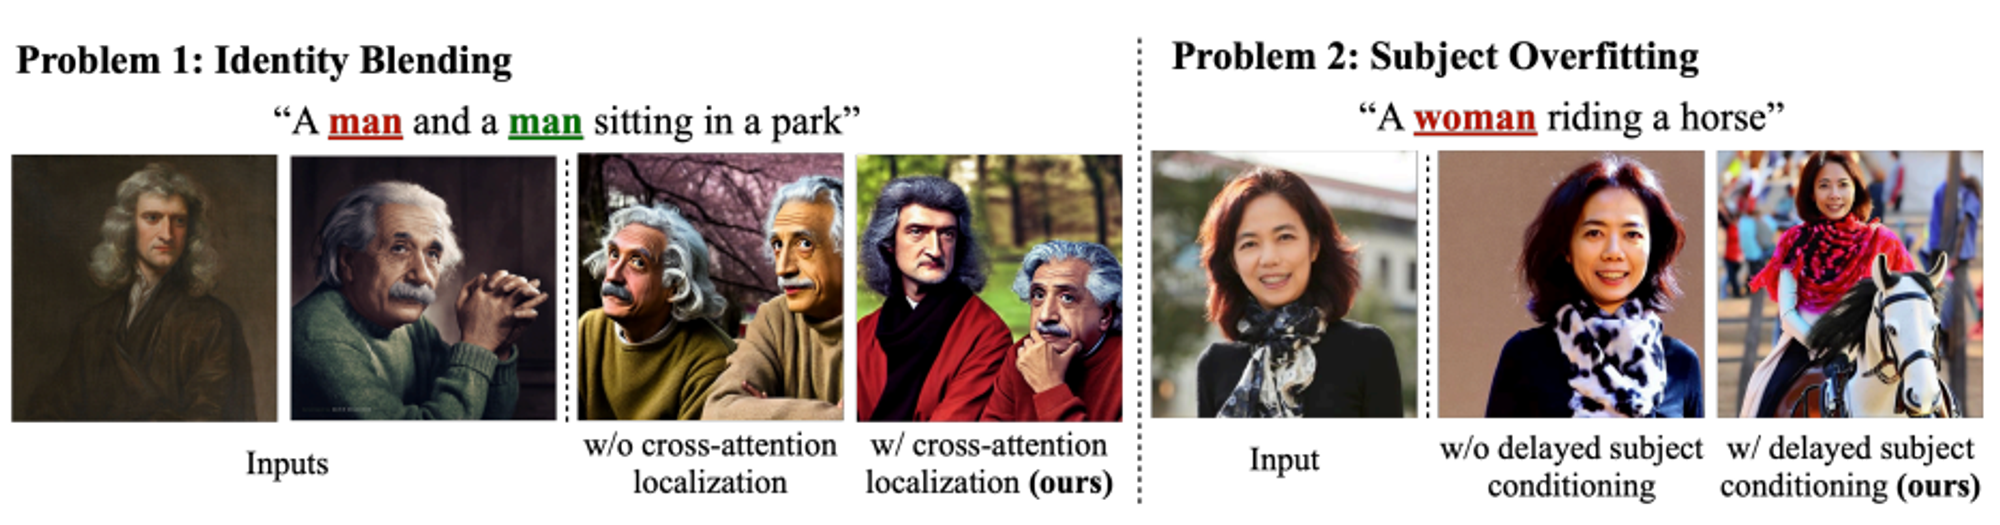 Problem 1: Identity Blending
“A man and a man sitting in a park”
Inputs
w/o cross-attention
localization
w/ cross-attention
localization (ours)
Problem 2: Subject Overfitting
“A woman riding a horse”
Input
w/o delayed subject
conditioning
w/ delayed subject
conditioning (ours)